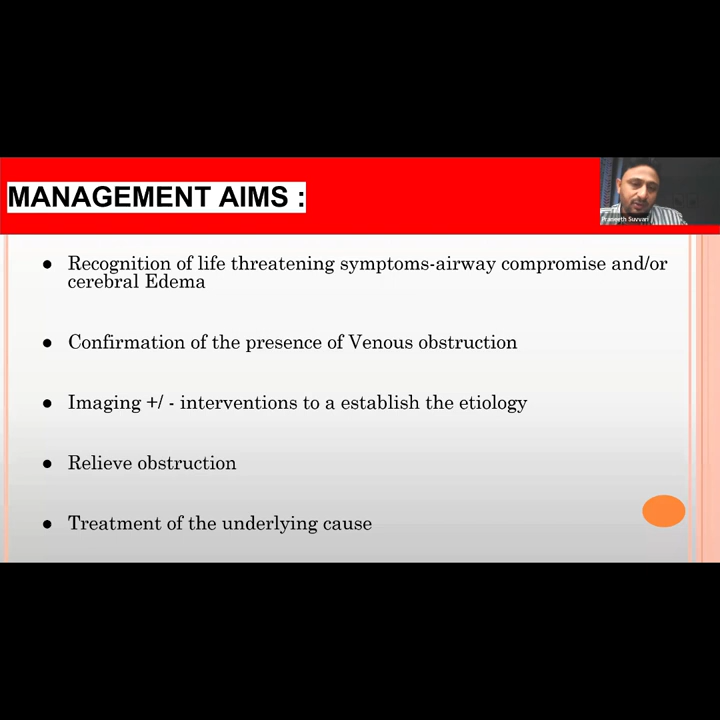 MANAGEMENT AIMS :
Praneeth Suvvari
● Recognition of life threatening symptoms-airway compromise and/or
cerebral Edema
● Confirmation of the presence of Venous obstruction
● Imaging +/ - interventions to a establish the etiology
● Relieve obstruction
● Treatment of the underlying cause